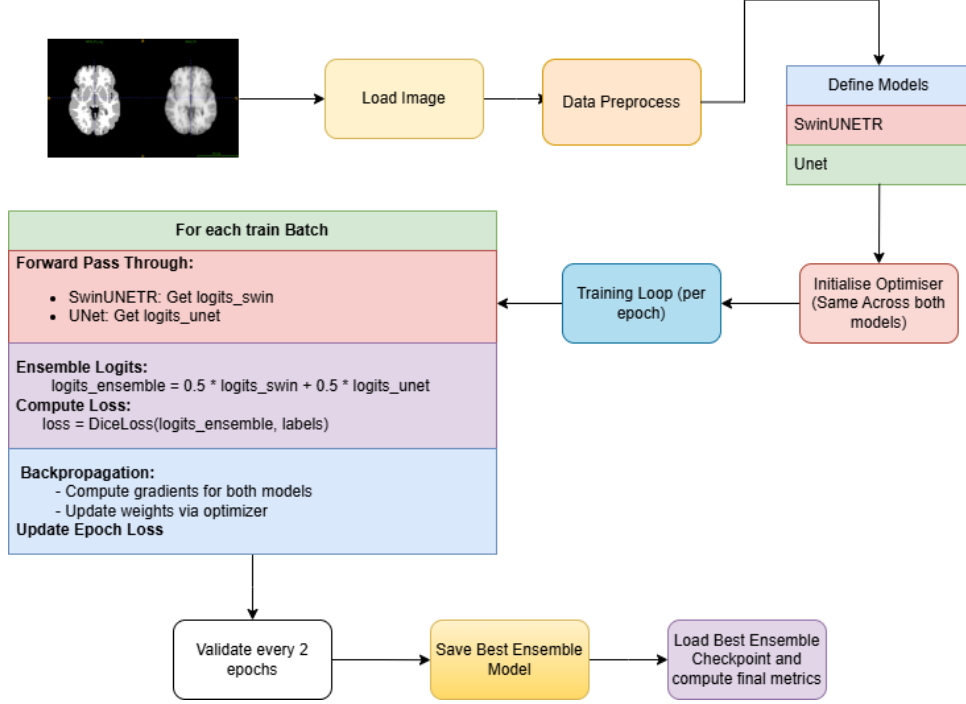 Load Image
Data Preprocess
Define Models
SwinUNETR
Unet
For each train Batch
Forward Pass Through:
• SwinUNETR: Get logits_swin
• UNet: Get logits_unet
Training Loop (per
epoch)
Initialise Optimiser
(Same Across both
models)
Ensemble Logits:
logits_ensemble = 0.5 * logits_swin + 0.5 * logits_unet
Compute Loss:
loss = DiceLoss(logits_ensemble, labels)
Backpropagation:
- Compute gradients for both models
- Update weights via optimizer
Update Epoch Loss
Validate every 2
epochs
Save Best Ensemble
Model
Load Best Ensemble
Checkpoint and
compute final metrics